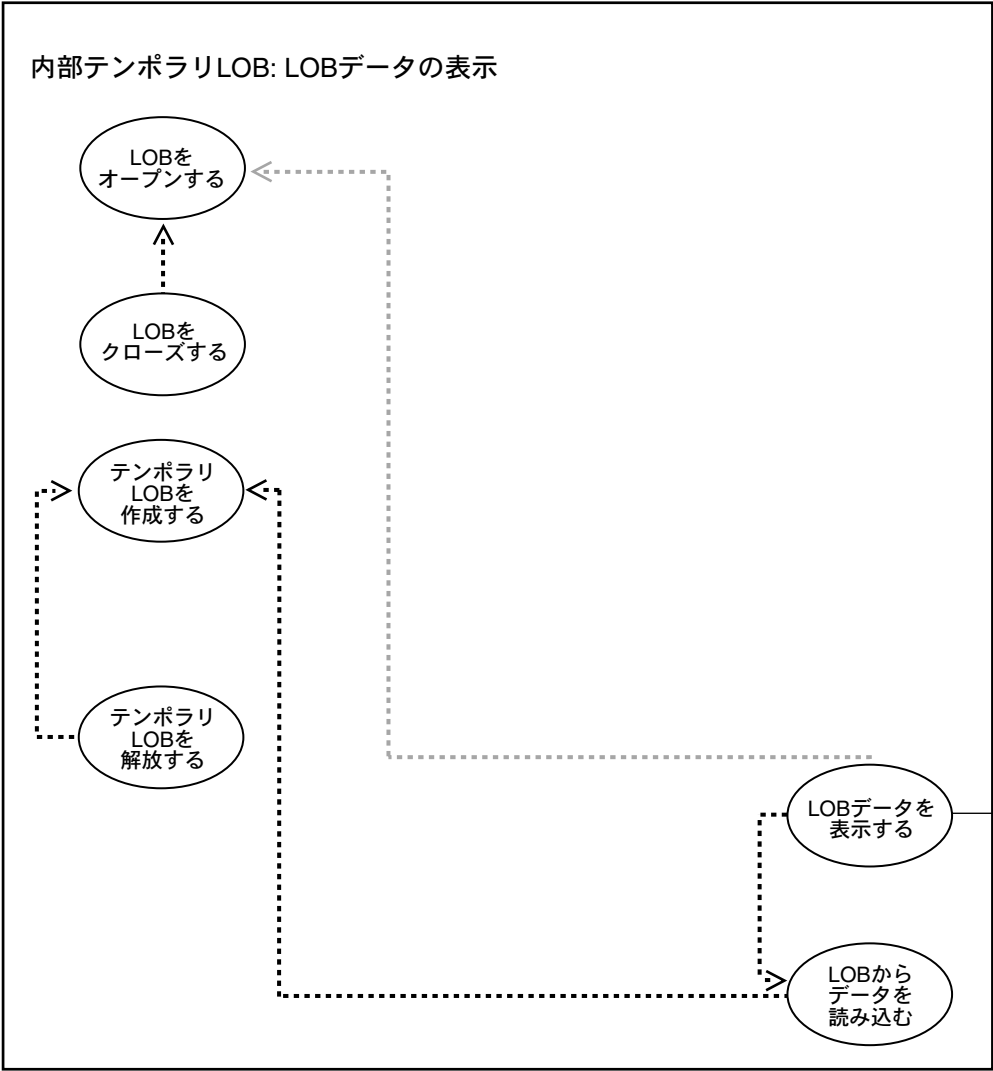 内部テンポラリLOB: LOBデータの表示
LOBを
オープンする
LOBを
クローズする
テンポラリ
LOBを
作成する
テンポラリ
LOBを
解放する
LOBデータを
表示する
LOBから
データを
読み込む